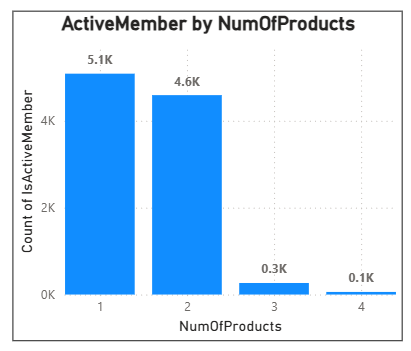 ActiveMember by NumOfProducts
5.1K
4.6K
0.3K
0.1K
4K
2K
0K
Count of IsActiveMember
1 2 3 4
NumOfProducts